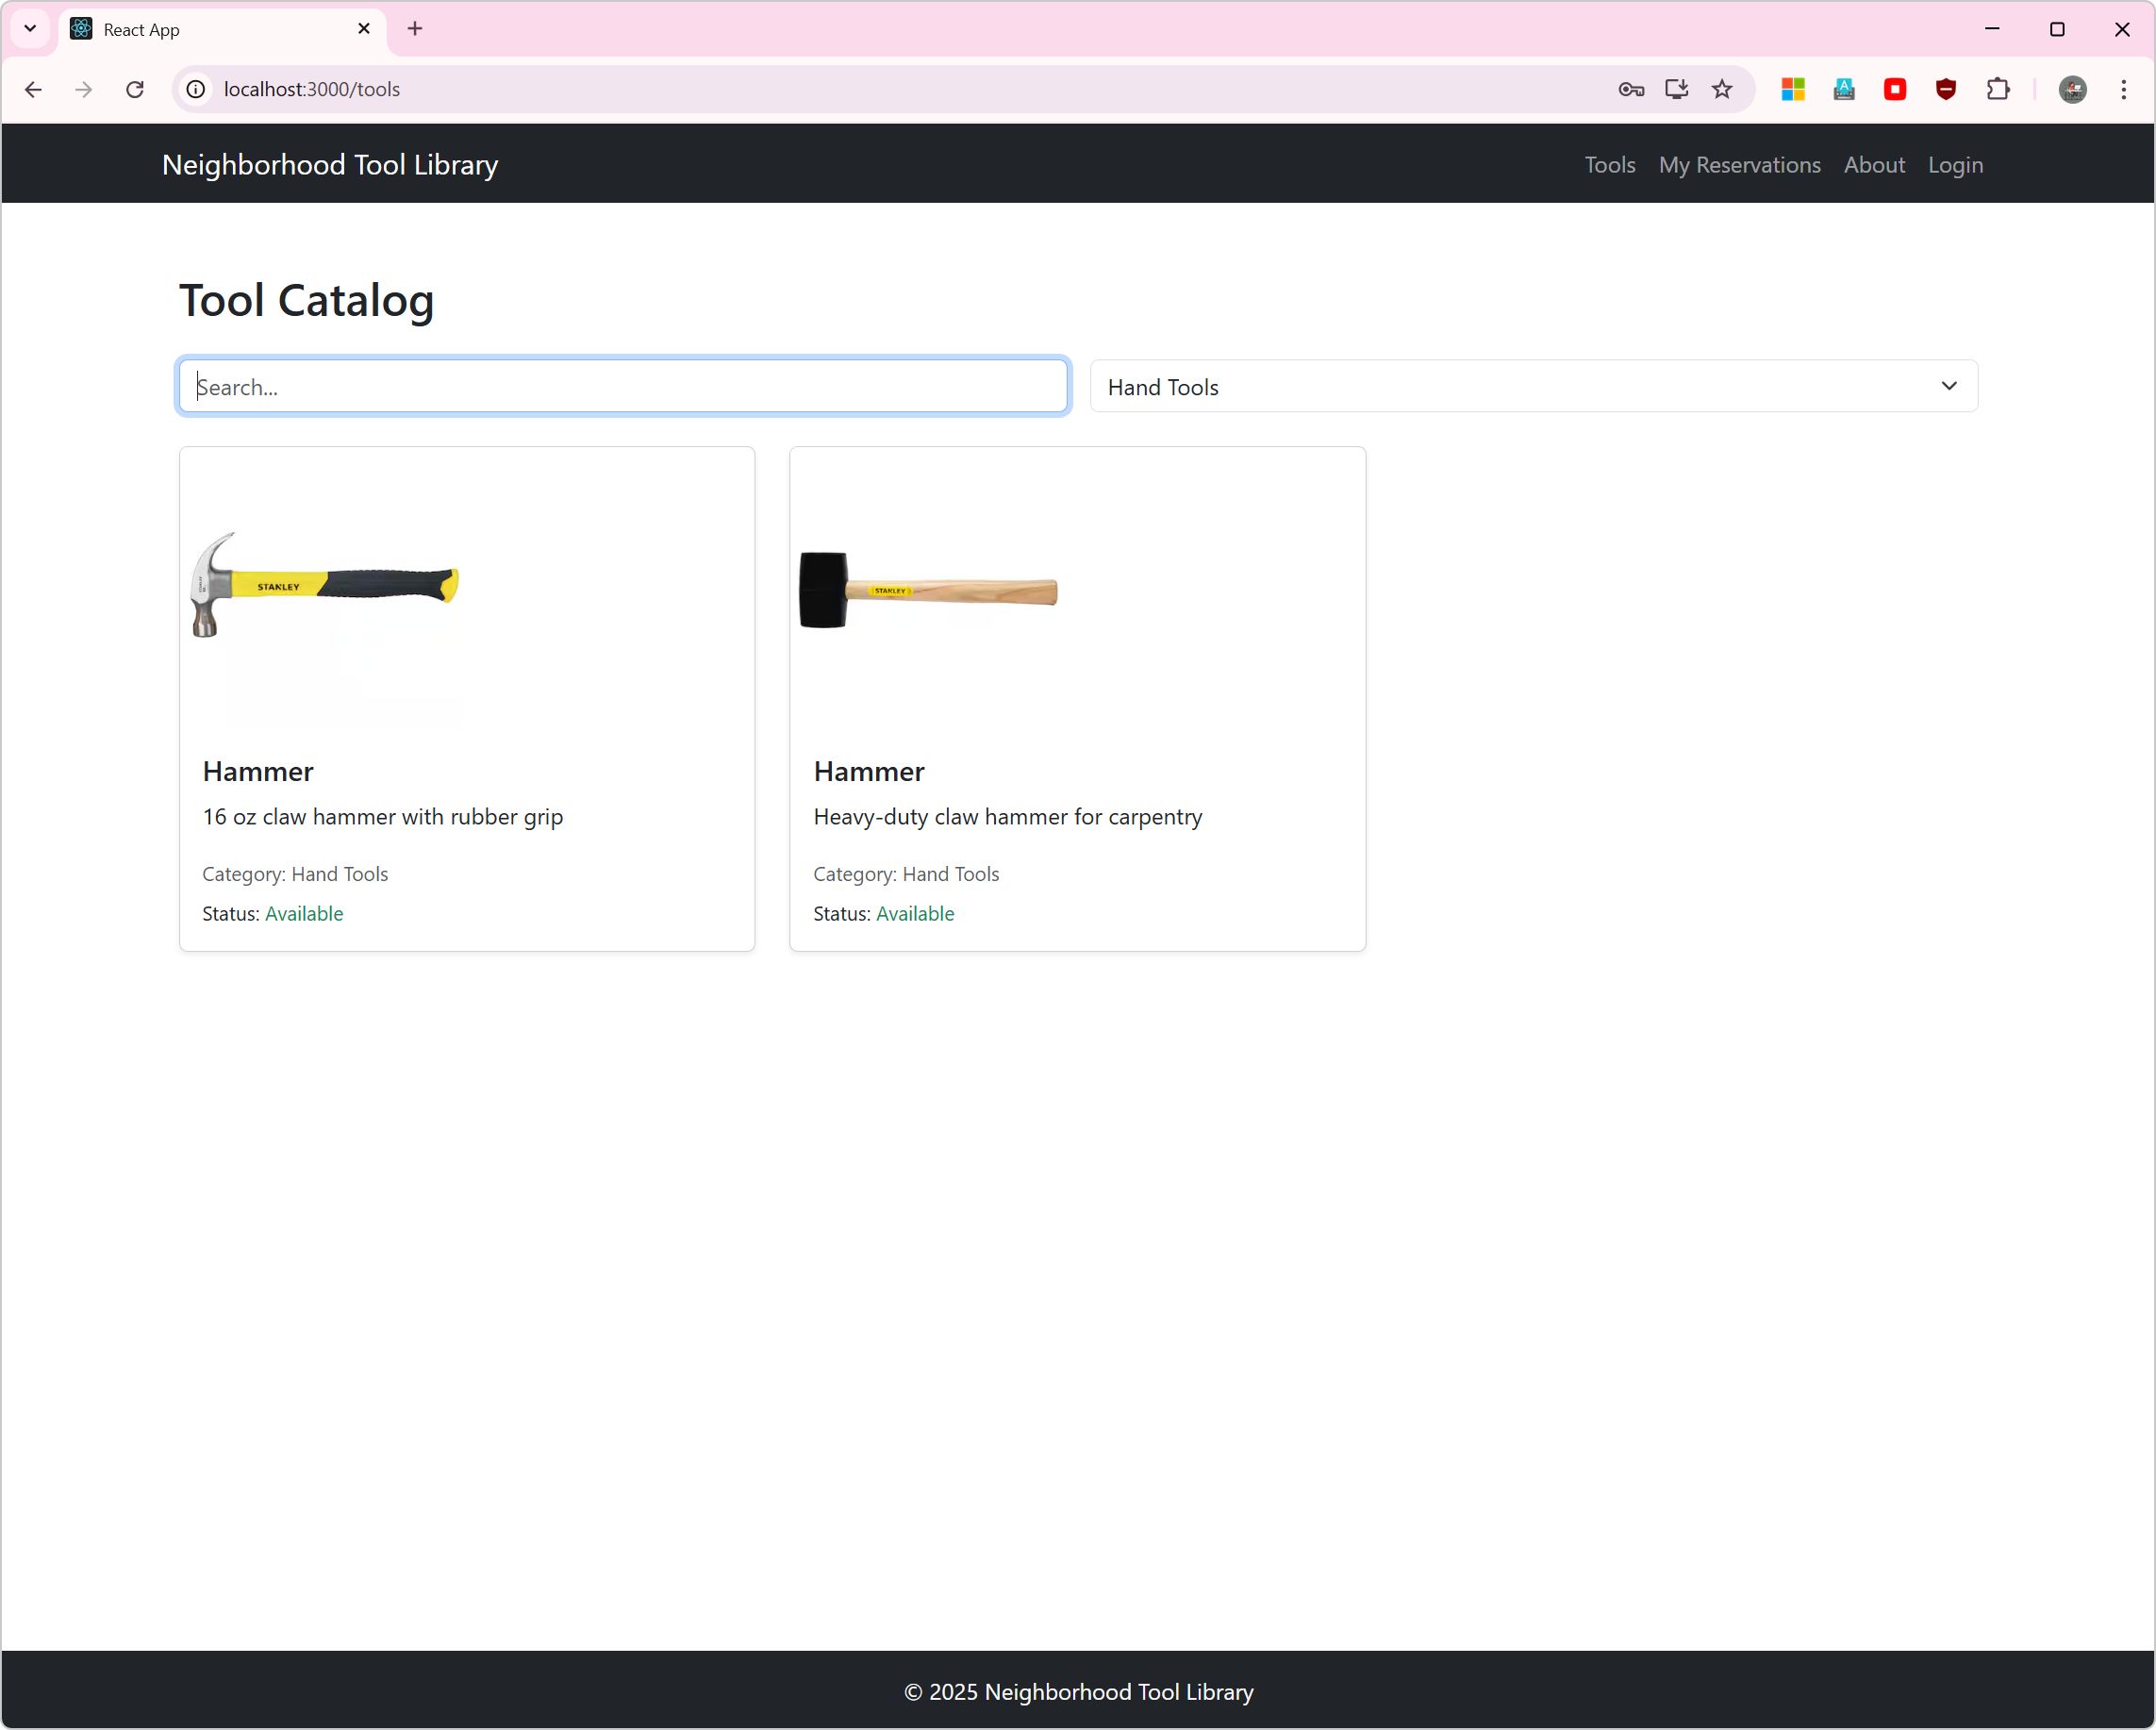 React App
localhost:3000/tools
Neighborhood Tool Library
Tools My Reservations About Login
Tool Catalog
Search...
Hand Tools
STANLEY
STANLEY
Hammer
16 oz claw hammer with rubber grip
Category: Hand Tools
Status: Available
Hammer
Heavy-duty claw hammer for carpentry
Category: Hand Tools
Status: Available
© 2025 Neighborhood Tool Library